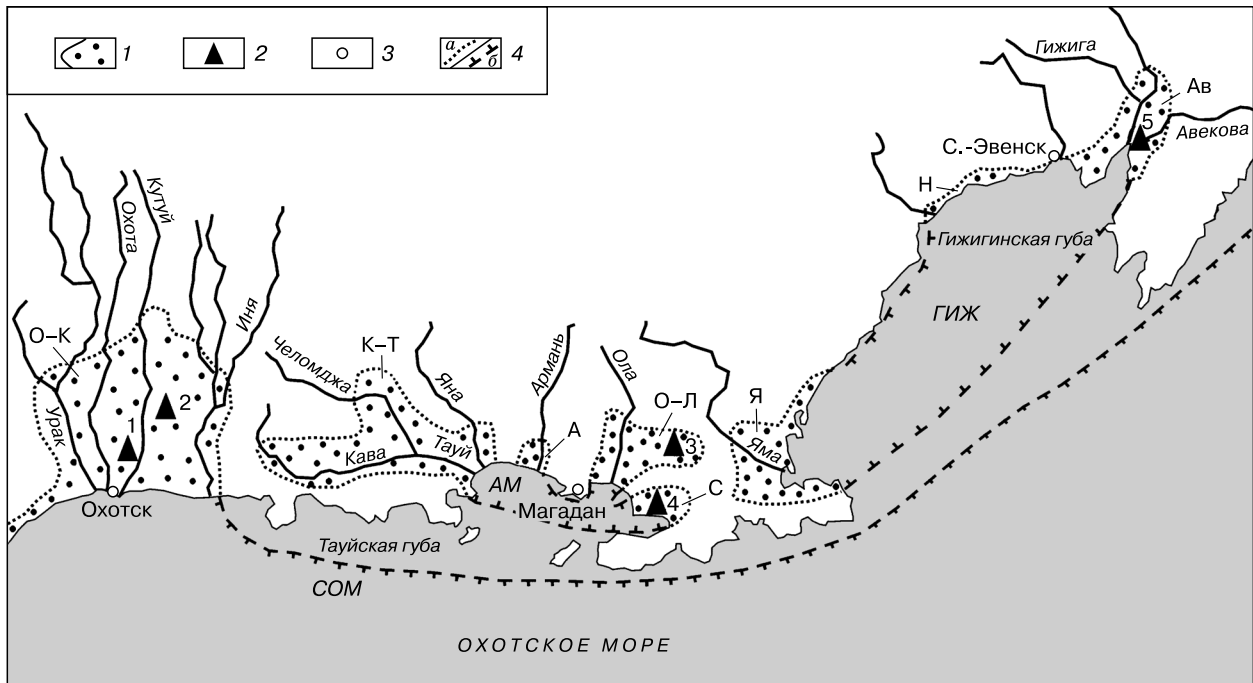 1
2
3
а
б
4
Гижига
Ав
5
Авекова
С.-Эвенск
Н
Гижигинская губа
ГИЖ
Кутуй
Охота
Иня
О–К
Урак
1
2
Охотск
Челомджа
К–Т
Яна
Кава
Тауй
Армань
А
Ола
О–Л
3
Я
Яма
АМ
Магадан
4
С
Тауйская губа
СОМ
ОХОТСКОЕ МОРЕ